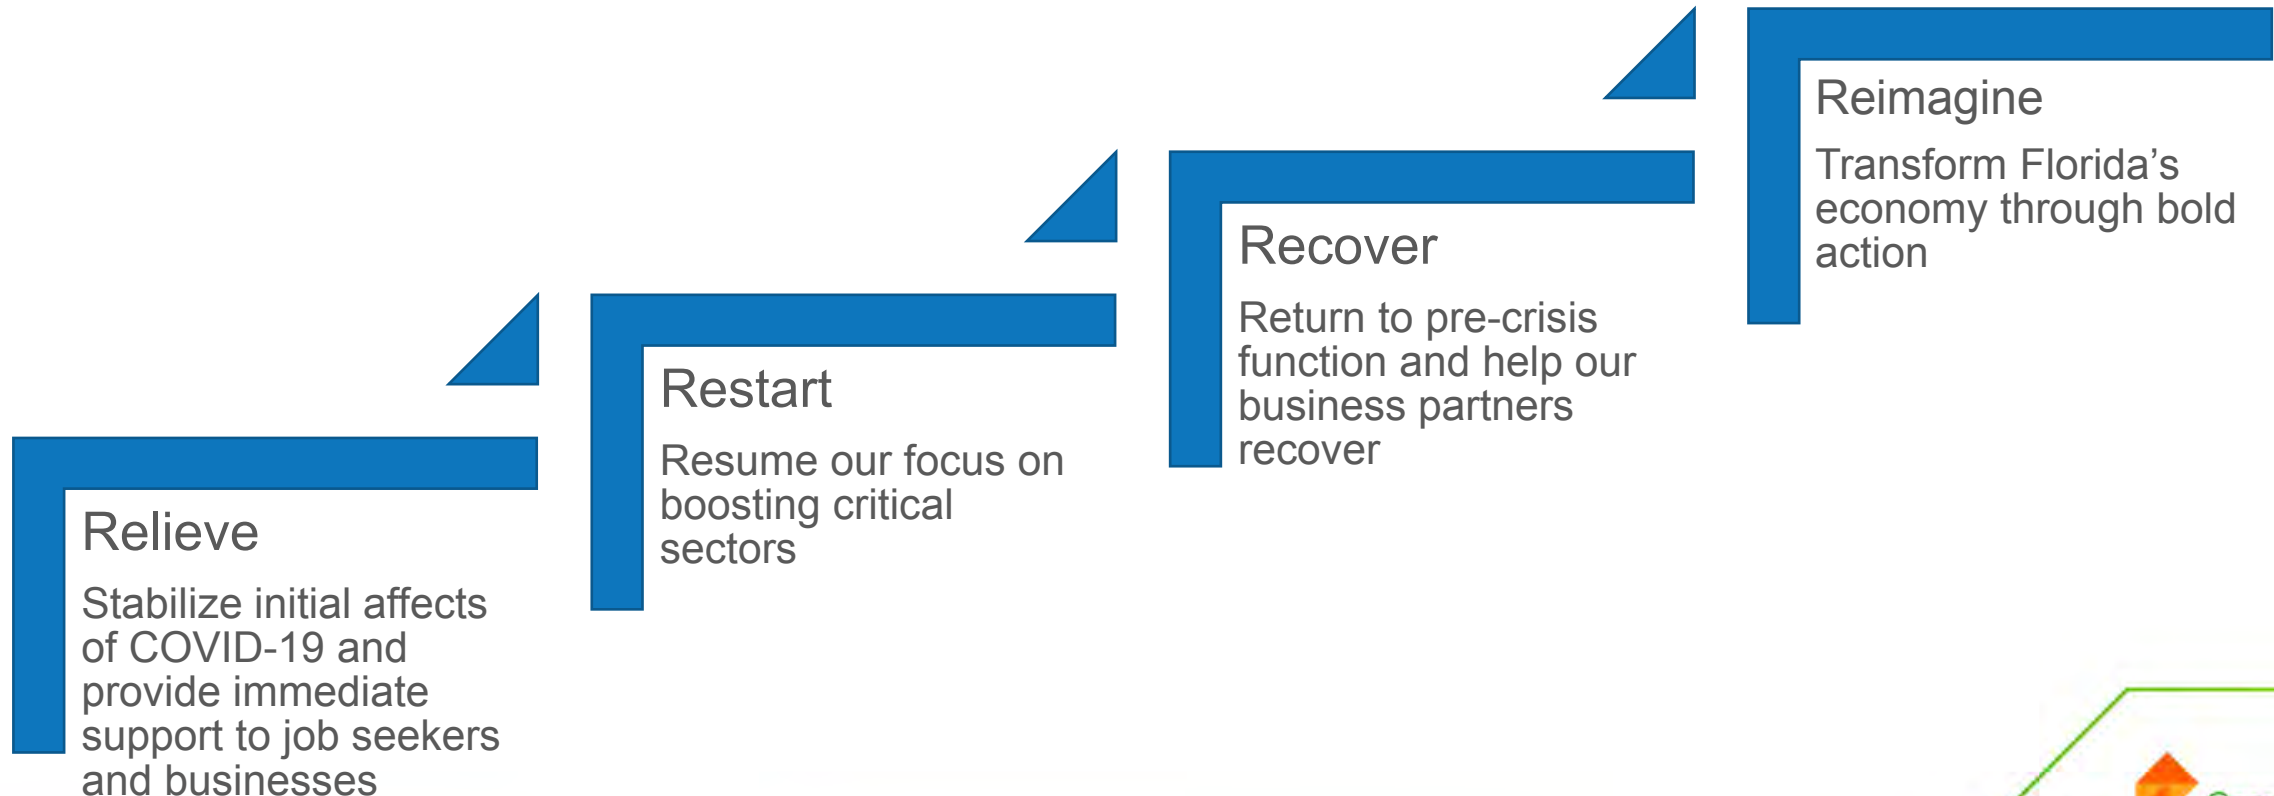 Relieve
Stabilize initial affects
of COVID-19 and
provide immediate
support to job seekers
and businesses
Restart
Resume our focus on
boosting critical
sectors
Recover
Return to pre-crisis
function and help our
business partners
recover
Reimagine
Transform Florida’s
economy through bold
action